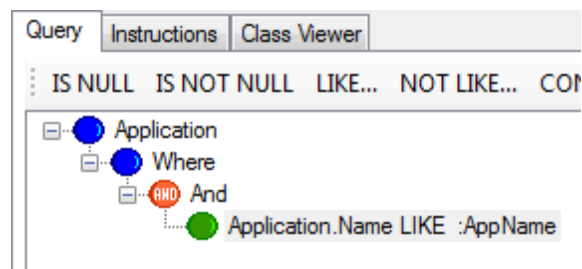 Query Instructions Class Viewer
IS NULL IS NOT NULL LIKE... NOT LIKE... CON
Application
Where
AND And
Application.Name LIKE :AppName